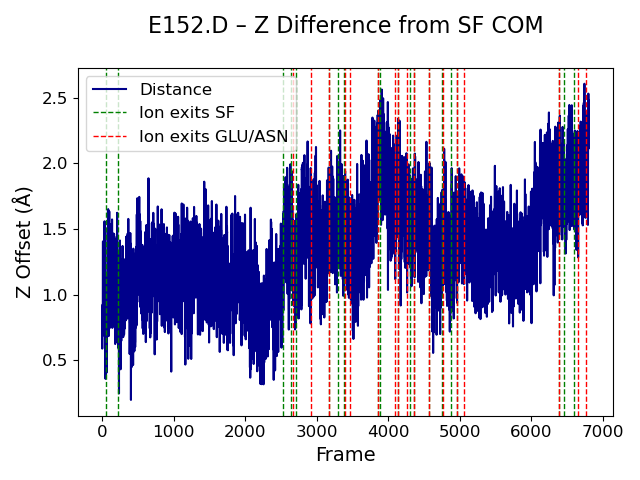 E152.D – Z Difference from SF COM
Distance
Ion exits SF
Ion exits GLU/ASN
Z Offset (Å)
2.5
2.0
1.5
1.0
0.5
0 1000 2000 3000 4000 5000 6000 7000
Frame